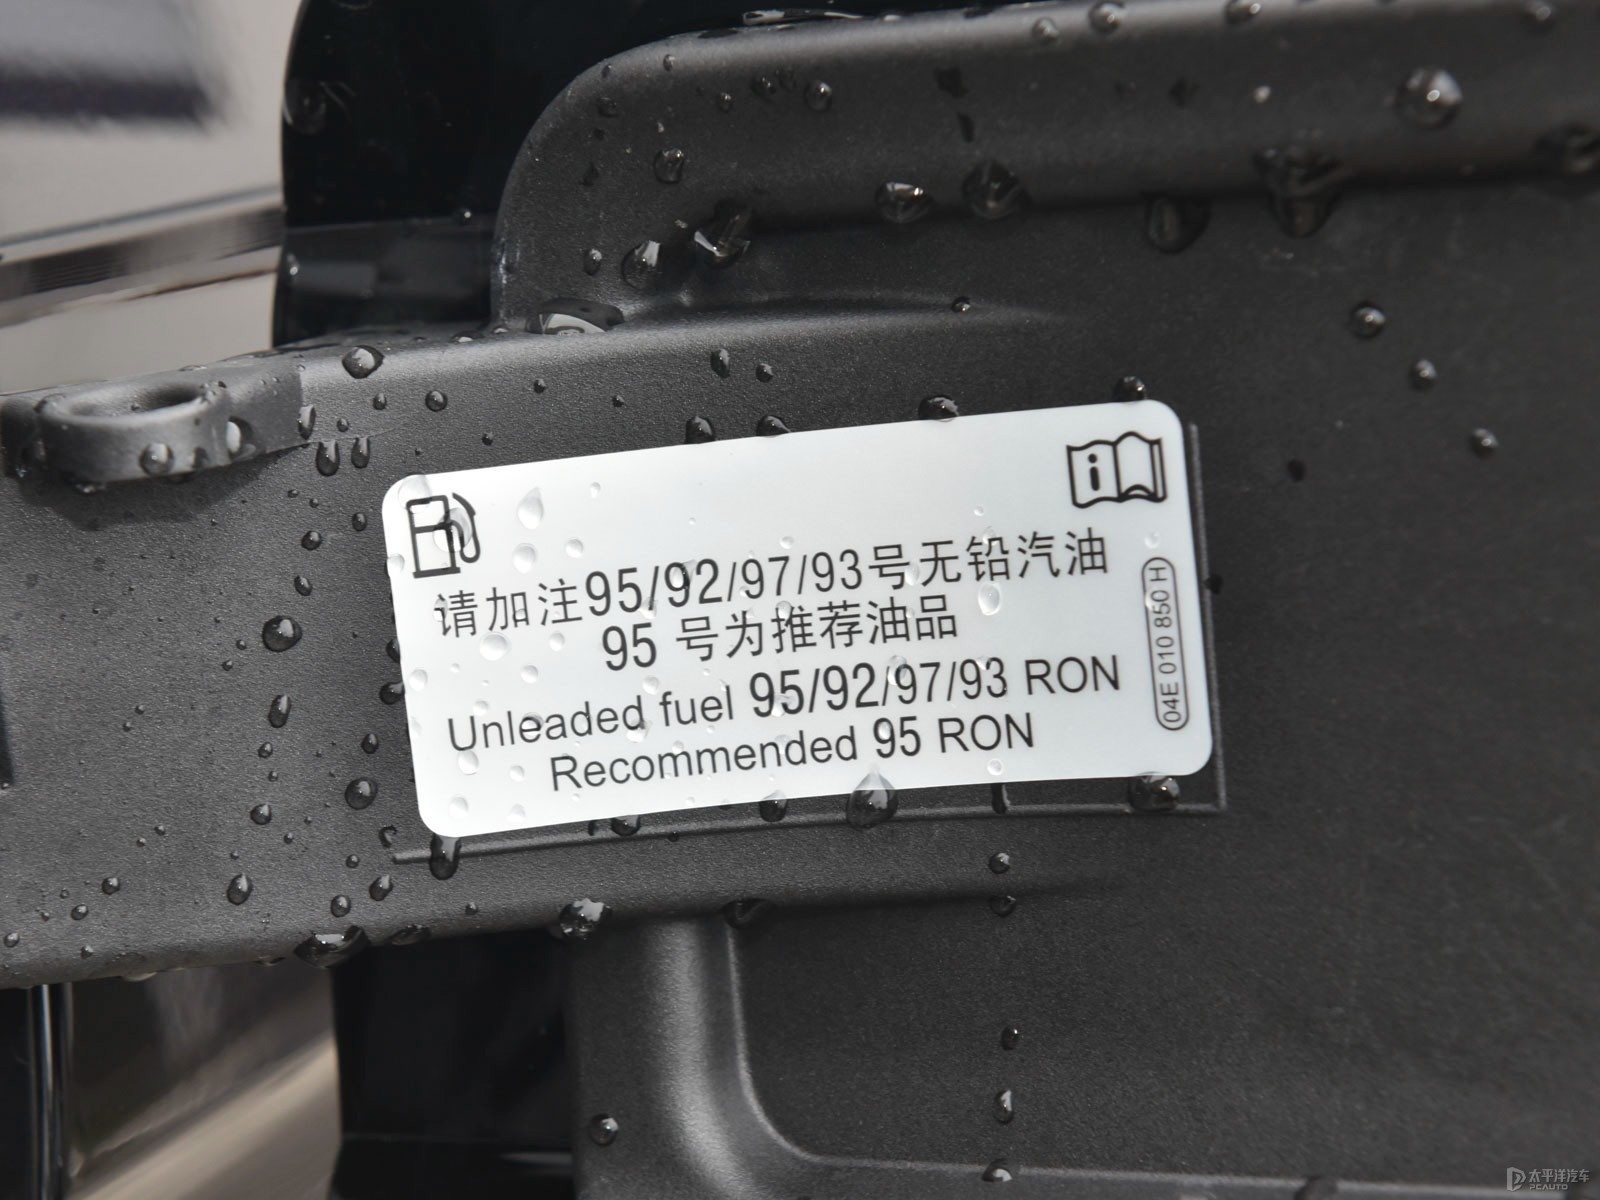 请加注95/92/97/93号无铅汽油
95 号为推荐油品
Unleaded fuel 95/92/97/93 RON
Recommended 95 RON
04E 010 850 H
太平洋汽车
PCAUTO